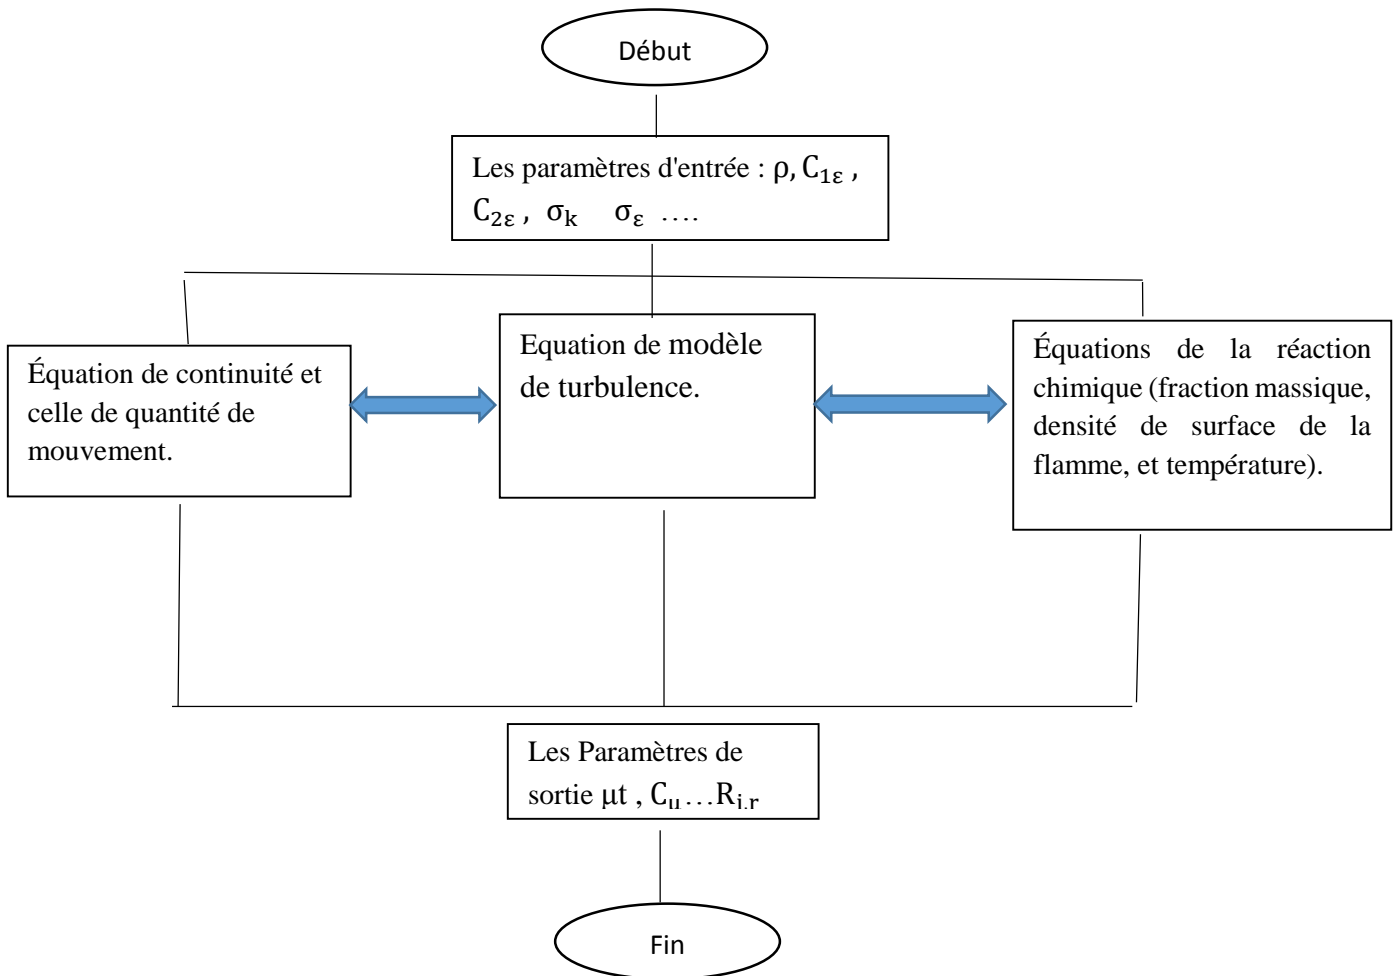 Début
Les paramètres d'entrée : ρ, C₁ε ,
C₂ε , σₖ σε ….
Équation de continuité et
celle de quantité de
mouvement.
Equation de modèle
de turbulence.
Équations de la réaction
chimique (fraction massique,
densité de surface de la
flamme, et température).
Les Paramètres de
sortie μt , Cμ…Ri,r
Fin